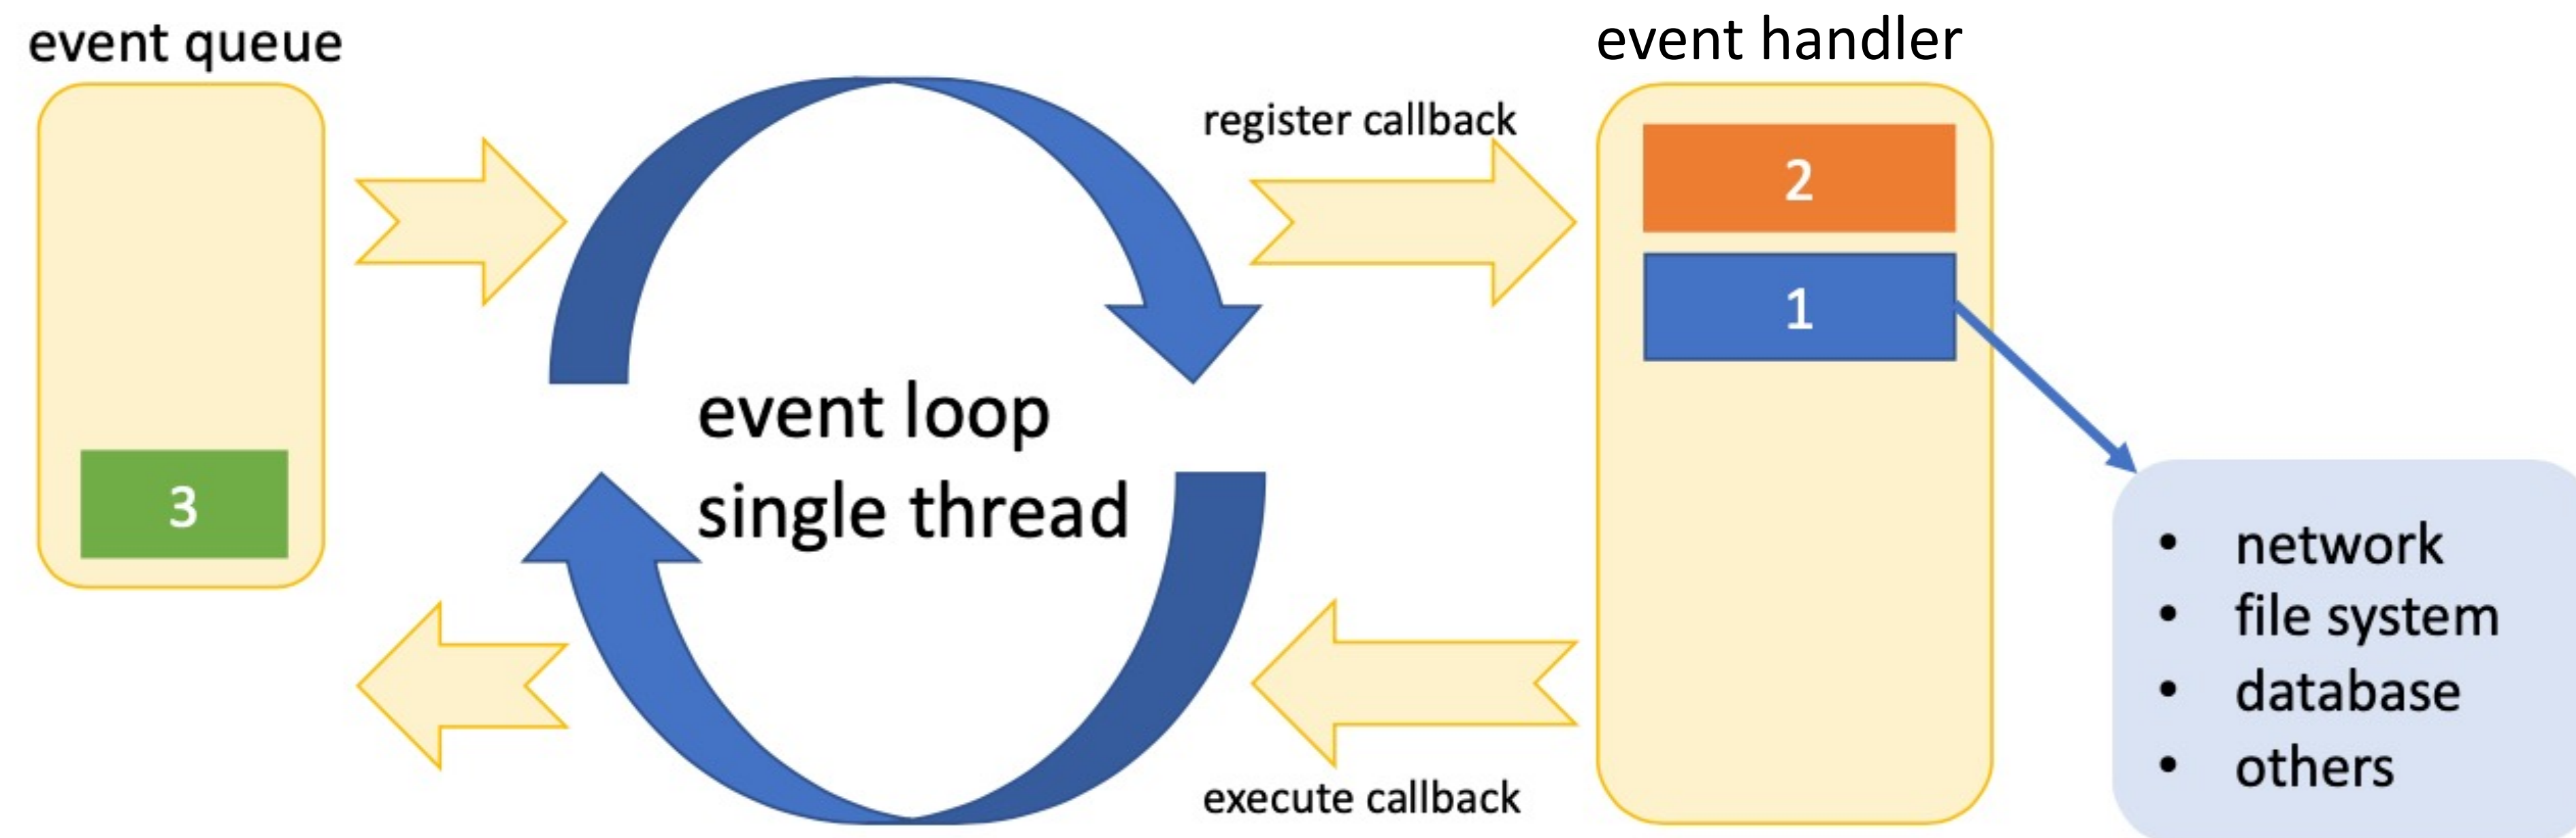 event queue
event handler
register callback
2
1
3
event loop
single thread
execute callback
• network
• file system
• database
• others